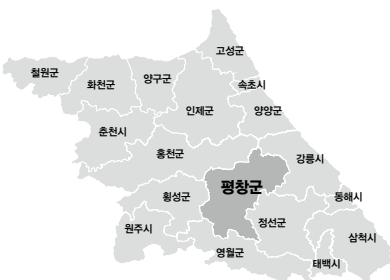 고성군
철원군
화천군
양구군
속초시
인제군
양양군
춘천시
홍천군
강릉시
평창군
횡성군
동해시
원주시
정선군
삼척시
영월군
태백시